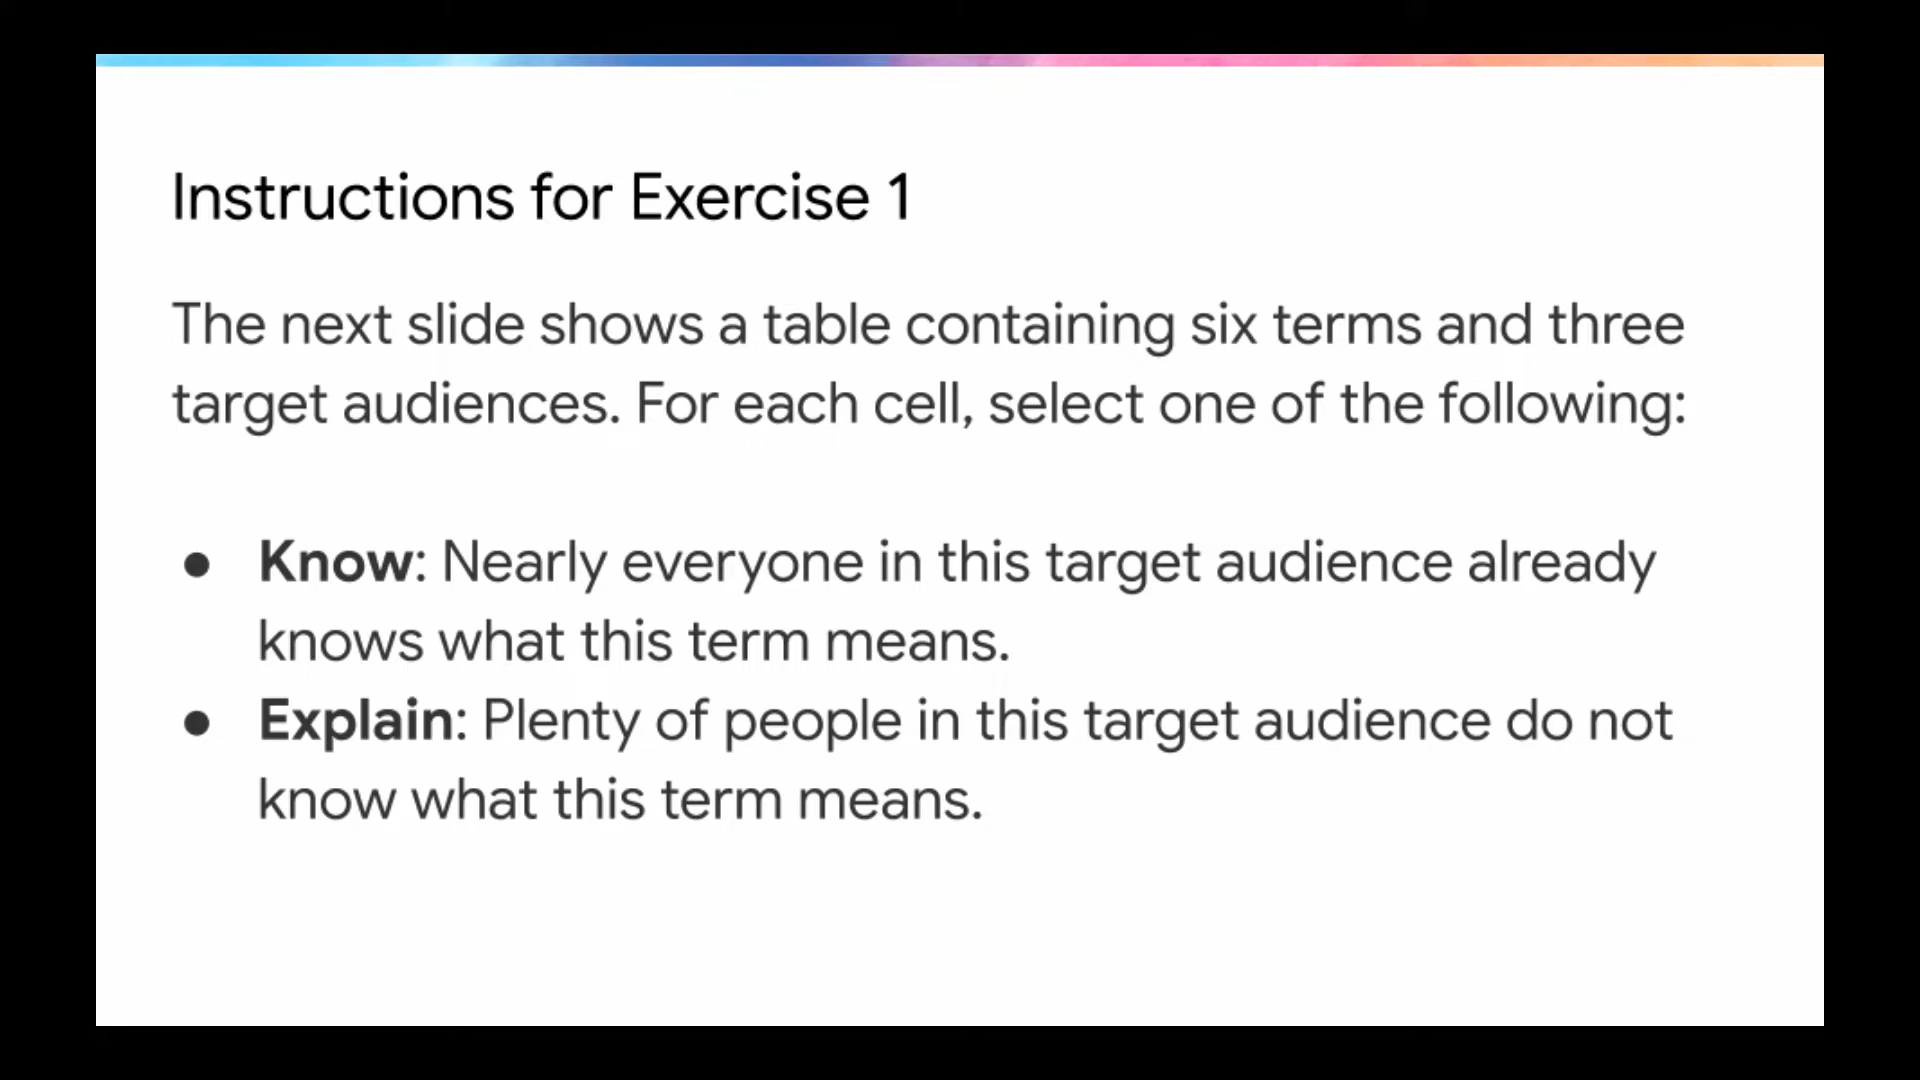 Instructions for Exercise 1
The next slide shows a table containing six terms and three
target audiences. For each cell, select one of the following:
● Know: Nearly everyone in this target audience already
knows what this term means.
● Explain: Plenty of people in this target audience do not
know what this term means.